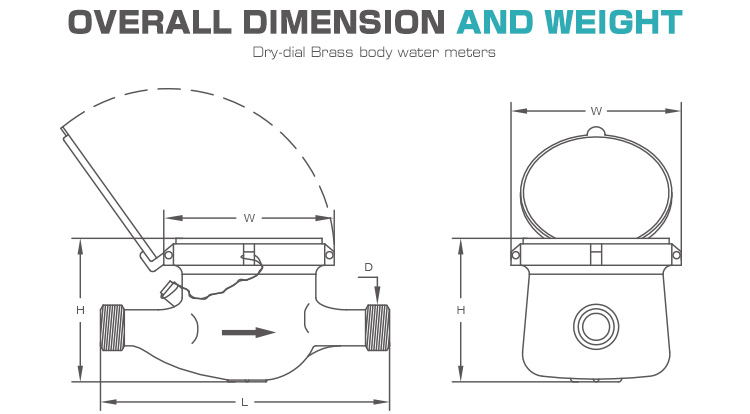 OVERALL DIMENSION AND WEIGHT
Dry-dial Brass body water meters
W
W
D
H
H
L